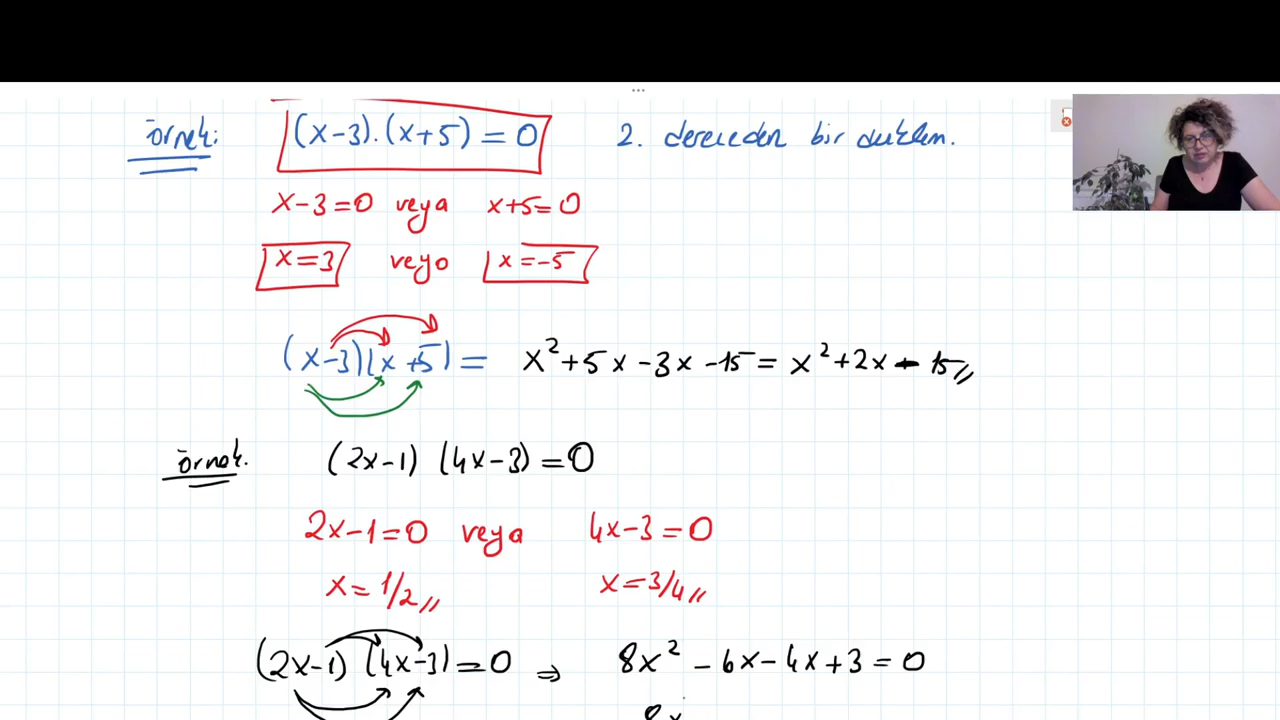 örnek: (x-3).(x+5)=0 2. dereceden bir denklem.
x-3=0 veya x+5=0
x=3 veya x=-5
(x-3)(x+5)= x²+5x-3x-15=x²+2x-15//
örnek. (2x-1) (4x-3)=0
2x-1=0 veya 4x-3=0
x=1/2// x=3/4//
(2x-1) (4x-3)=0 ⇒ 8x²-6x-4x+3=0
8x